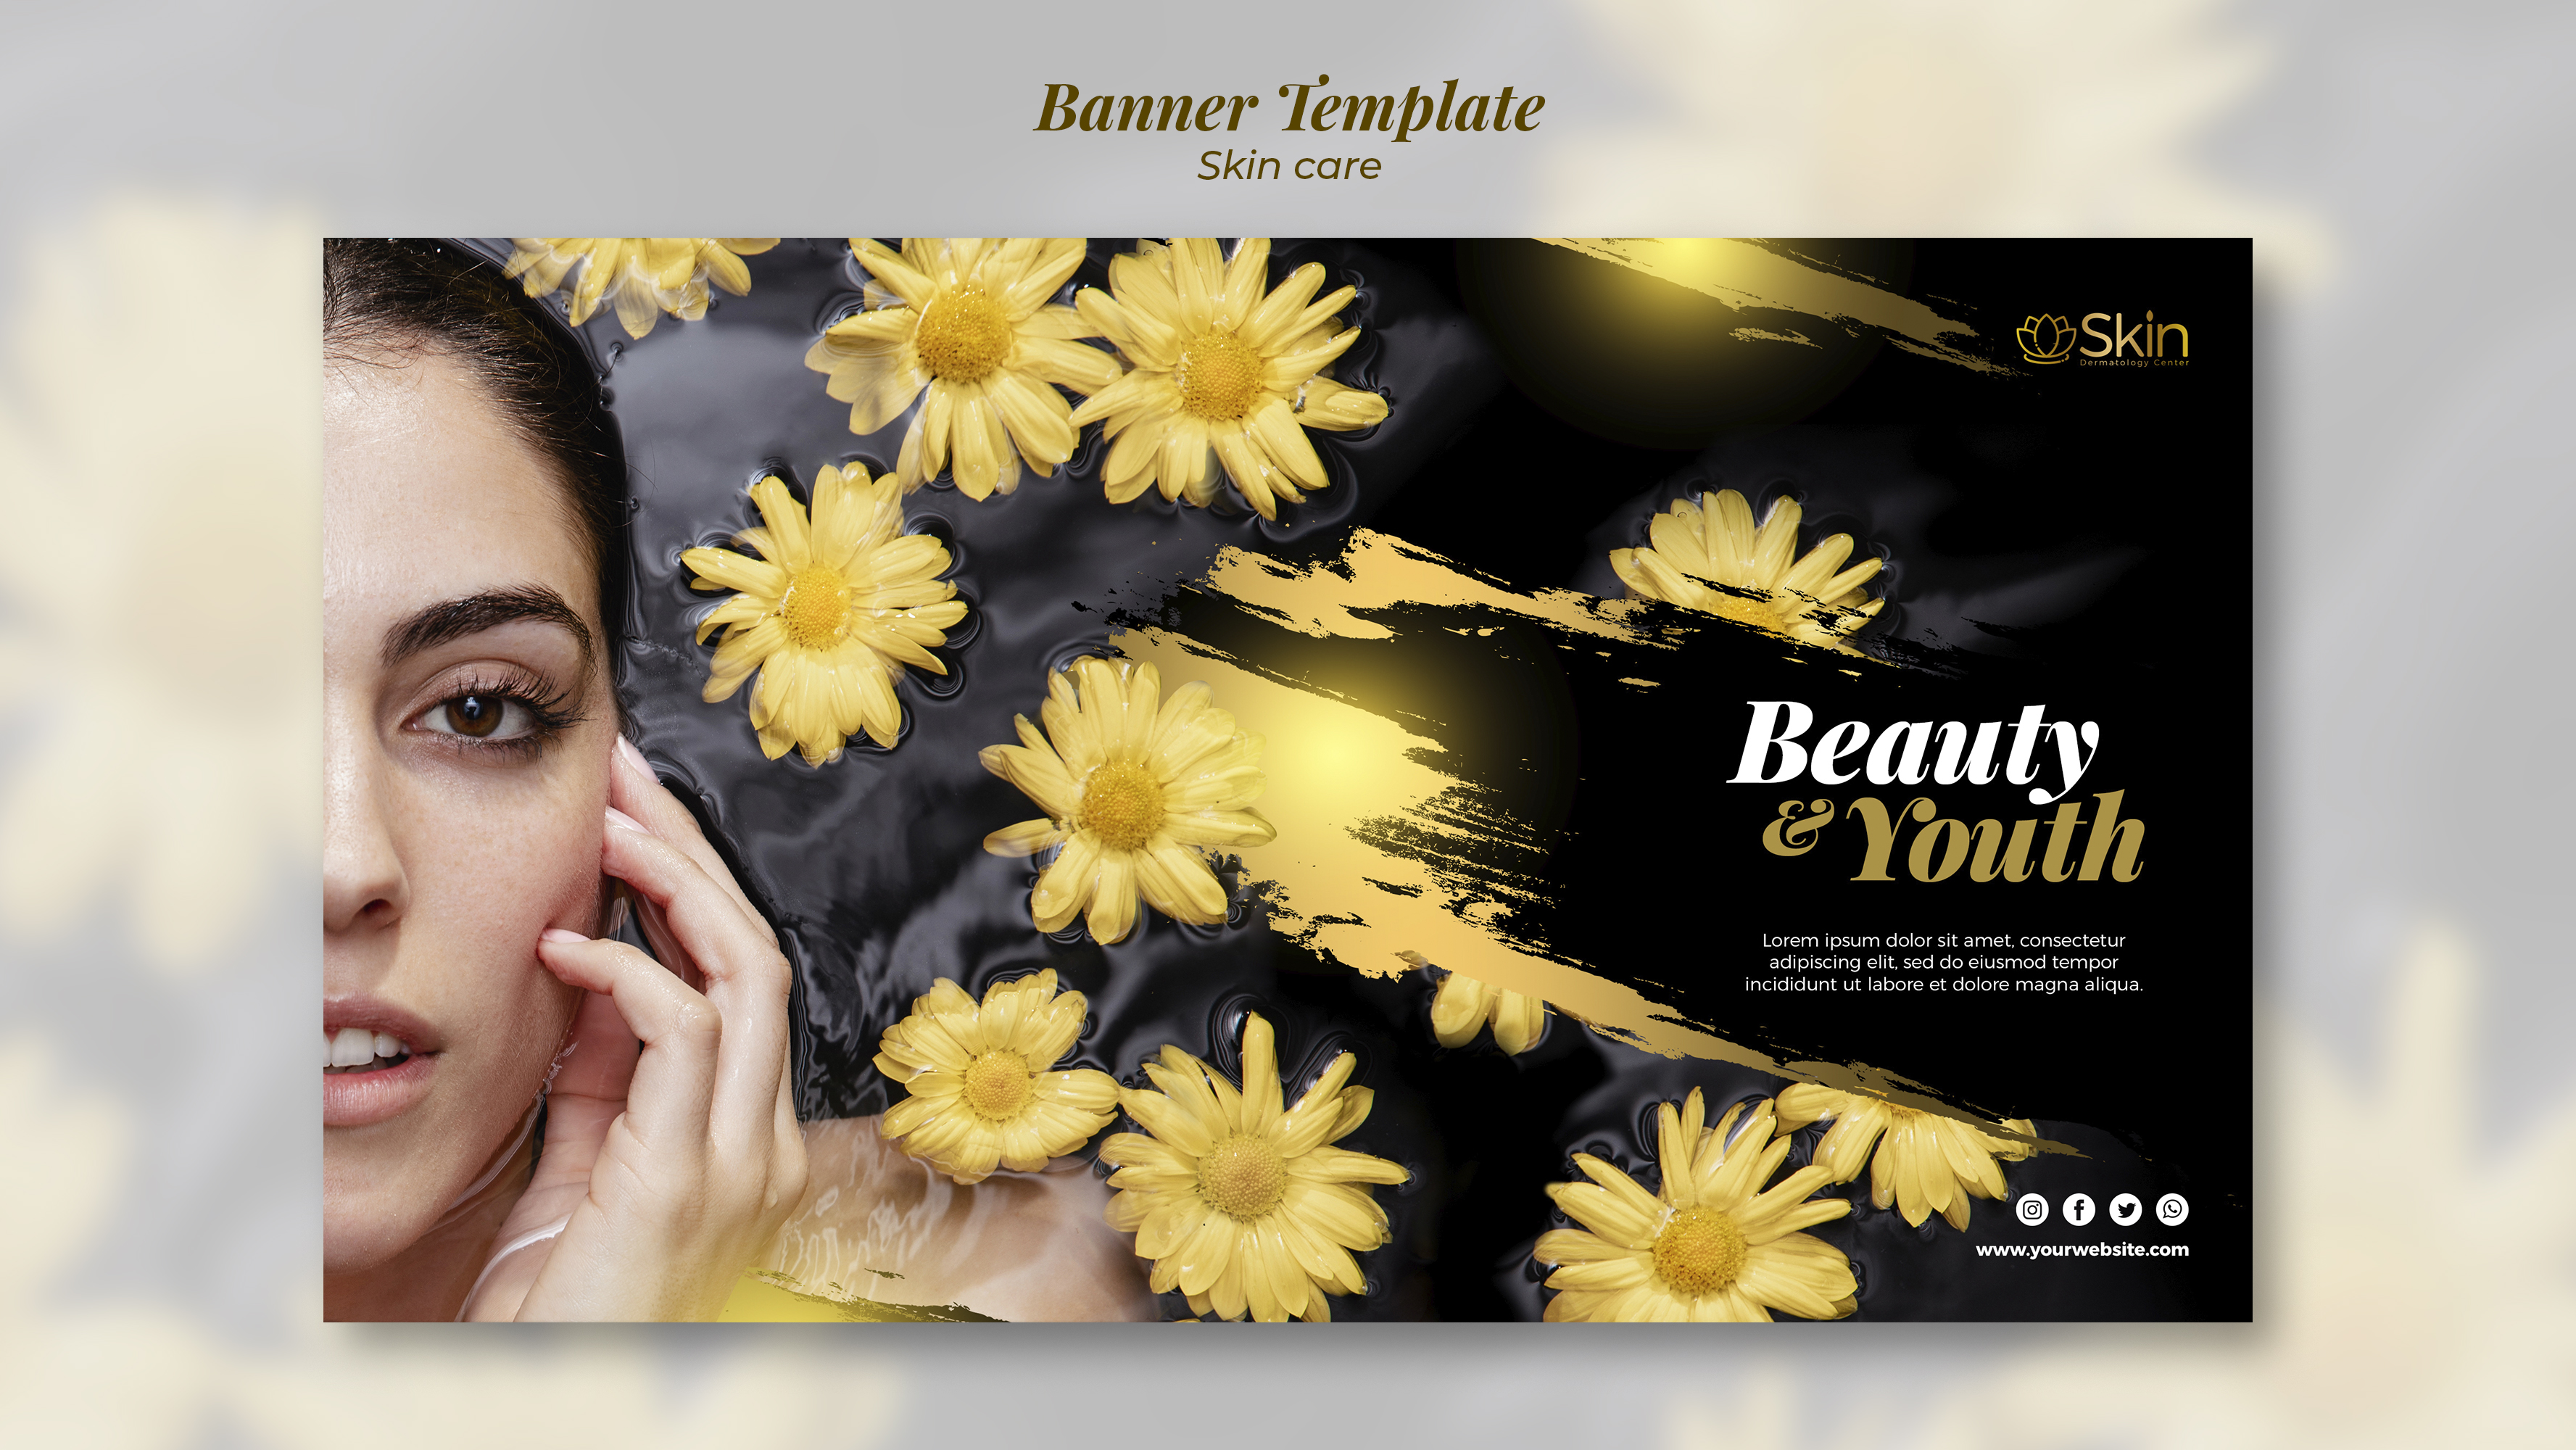 Banner Template
Skin care
Skin
Dermatology Center
Beauty
& Youth
Lorem ipsum dolor sit amet, consectetur
adipiscing elit, sed do eiusmod tempor
incididunt ut labore et dolore magna aliqua.
www.yourwebsite.com